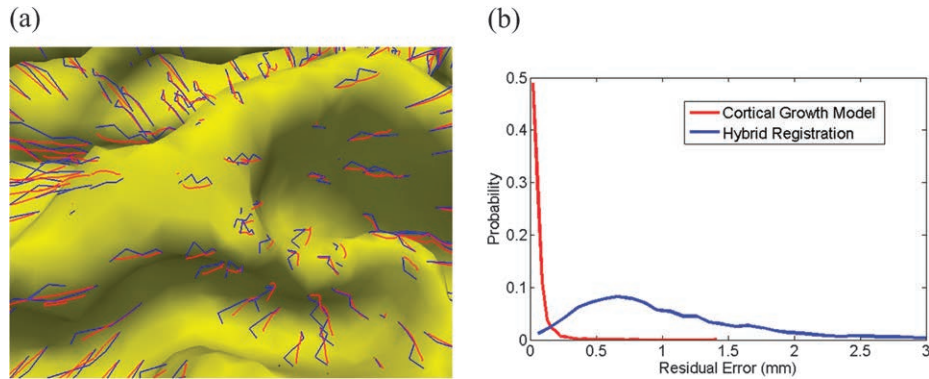 (a)
(b)
0.5
0.4
0.3
0.2
0.1
0
Probability
Cortical Growth Model
Hybrid Registration
0 0.5 1 1.5 2 2.5 3
Residual Error (mm)